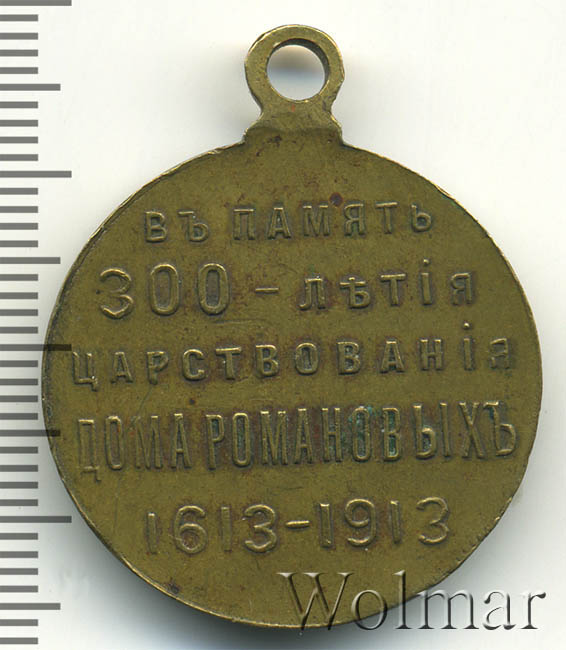 ВЪ ПАМЯТЬ
300-ЛѢТІЯ
ЦАРСТВОВАНІЯ
ДОМА РОМАНОВЫХЪ
1613-1913
Wolmar